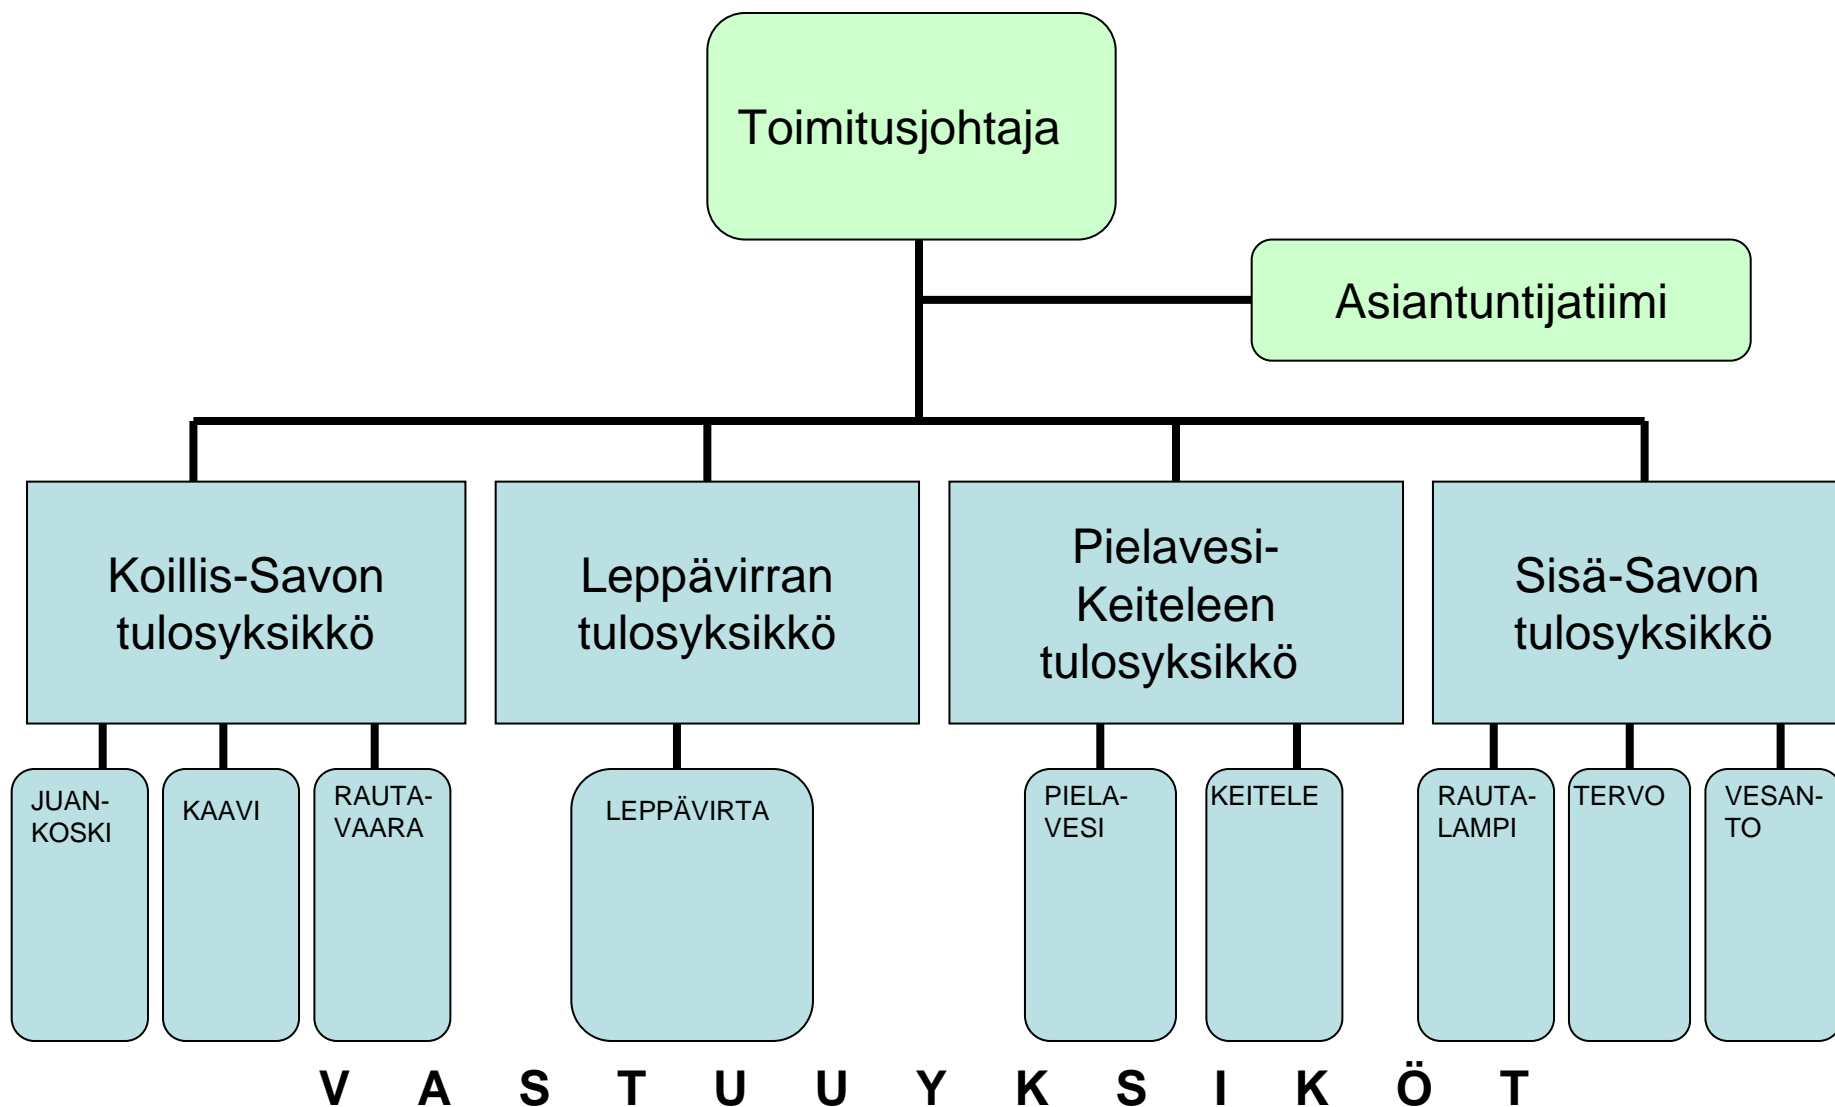 Toimitusjohtaja
Asiantuntijatiimi
Koillis-Savon
tulosyksikkö
Leppävirran
tulosyksikkö
Pielavesi-
Keiteleen
tulosyksikkö
Sisä-Savon
tulosyksikkö
JUAN-
KOSKI
KAAVI
RAUTA-
VAARA
LEPPÄVIRTA
PIELA-
VESI
KEITELE
RAUTA-
LAMPI
TERVO
VESAN-
TO
V A S T U U Y K S I K Ö T